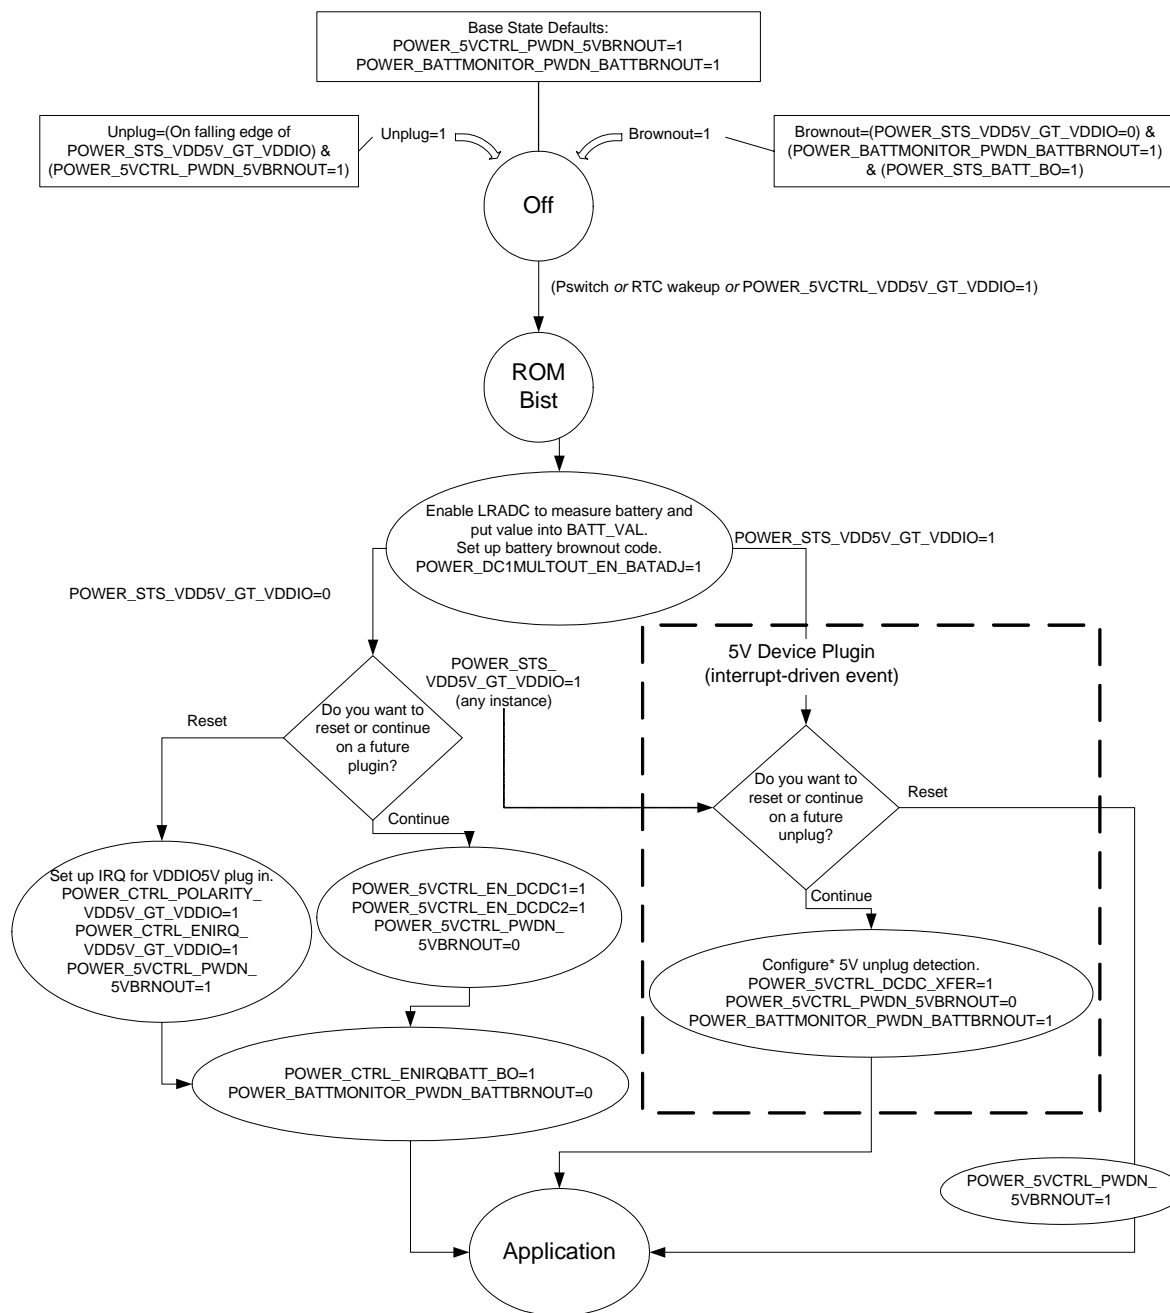 Base State Defaults:
POWER_5VCTRL_PWDN_5VBRNOUT=1
POWER_BATTMONITOR_PWDN_BATTBRNOUT=1
Unplug=(On falling edge of
POWER_STS_VDD5V_GT_VDDIO) &
(POWER_5VCTRL_PWDN_5VBRNOUT=1)
Unplug=1
Brownout=1
Brownout=(POWER_STS_VDD5V_GT_VDDIO=0) &
(POWER_BATTMONITOR_PWDN_BATTBRNOUT=1)
& (POWER_STS_BATT_BO=1)
Off
(Pswitch or RTC wakeup or POWER_5VCTRL_VDD5V_GT_VDDIO=1)
ROM
Bist
Enable LRADC to measure battery and
put value into BATT_VAL.
Set up battery brownout code.
POWER_DC1MULTOUT_EN_BATADJ=1
POWER_STS_VDD5V_GT_VDDIO=1
POWER_STS_VDD5V_GT_VDDIO=0
5V Device Plugin
(interrupt-driven event)
POWER_STS_
VDD5V_GT_VDDIO=1
(any instance)
Do you want to
reset or continue
on a future
plugin?
Reset
Continue
Do you want to
reset or continue
on a future
unplug?
Reset
Continue
Set up IRQ for VDDIO5V plug in.
POWER_CTRL_POLARITY_
VDD5V_GT_VDDIO=1
POWER_CTRL_ENIRQ_
VDD5V_GT_VDDIO=1
POWER_5VCTRL_PWDN_
5VBRNOUT=1
POWER_5VCTRL_EN_DCDC1=1
POWER_5VCTRL_EN_DCDC2=1
POWER_5VCTRL_PWDN_
5VBRNOUT=0
Configure* 5V unplug detection.
POWER_5VCTRL_DCDC_XFER=1
POWER_5VCTRL_PWDN_5VBRNOUT=0
POWER_BATTMONITOR_PWDN_BATTBRNOUT=1
POWER_CTRL_ENIRQBATT_BO=1
POWER_BATTMONITOR_PWDN_BATTBRNOUT=0
POWER_5VCTRL_PWDN_
5VBRNOUT=1
Application